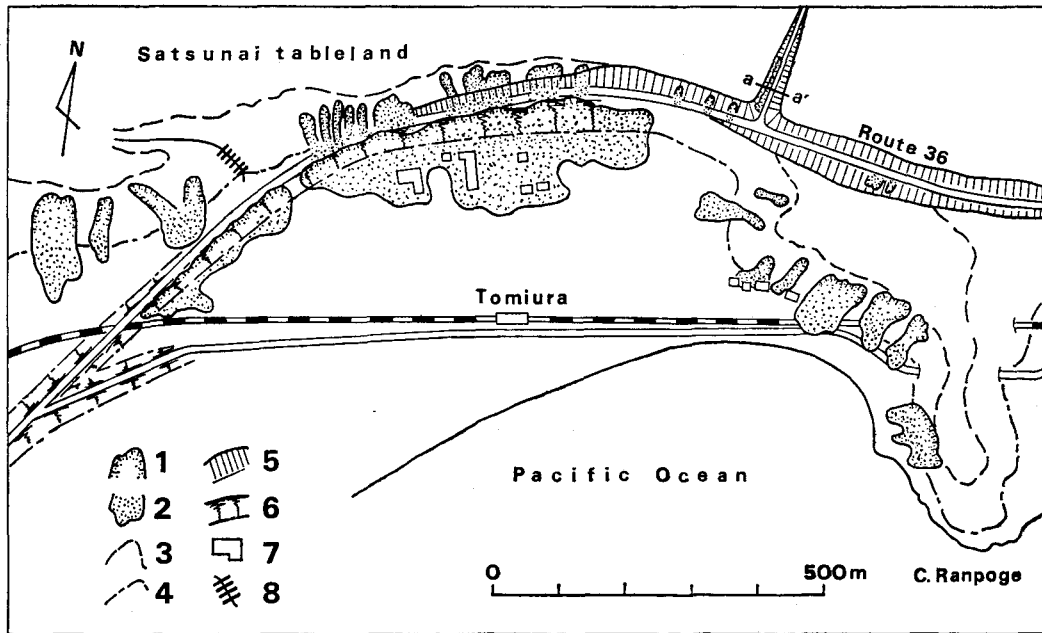 Satsunai tableland
N
a
a'
Route 36
Tomiura
Pacific Ocean
C. Ranpoge
1 5
2 6
3 7
4 8
0 500m